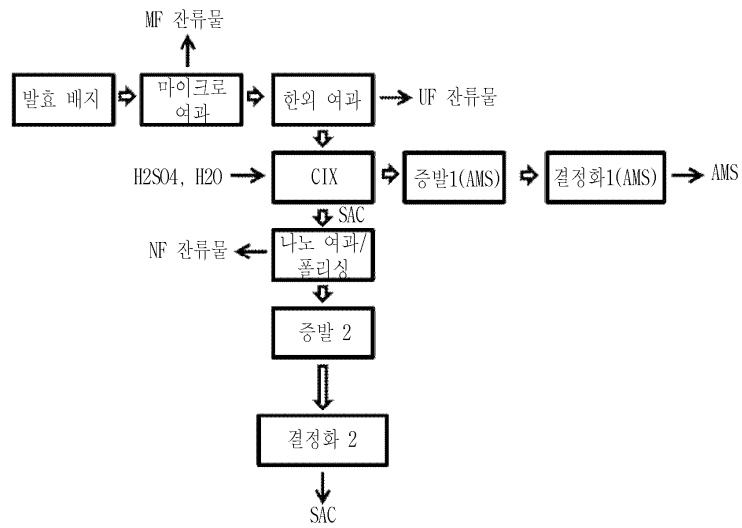 MF 잔류물
발효 배지
마이크로
여과
한외 여과
UF 잔류물
H2SO4, H2O
CIX
증발1(AMS)
결정화1(AMS)
AMS
SAC
NF 잔류물
나노 여과/
폴리싱
증발 2
결정화 2
SAC